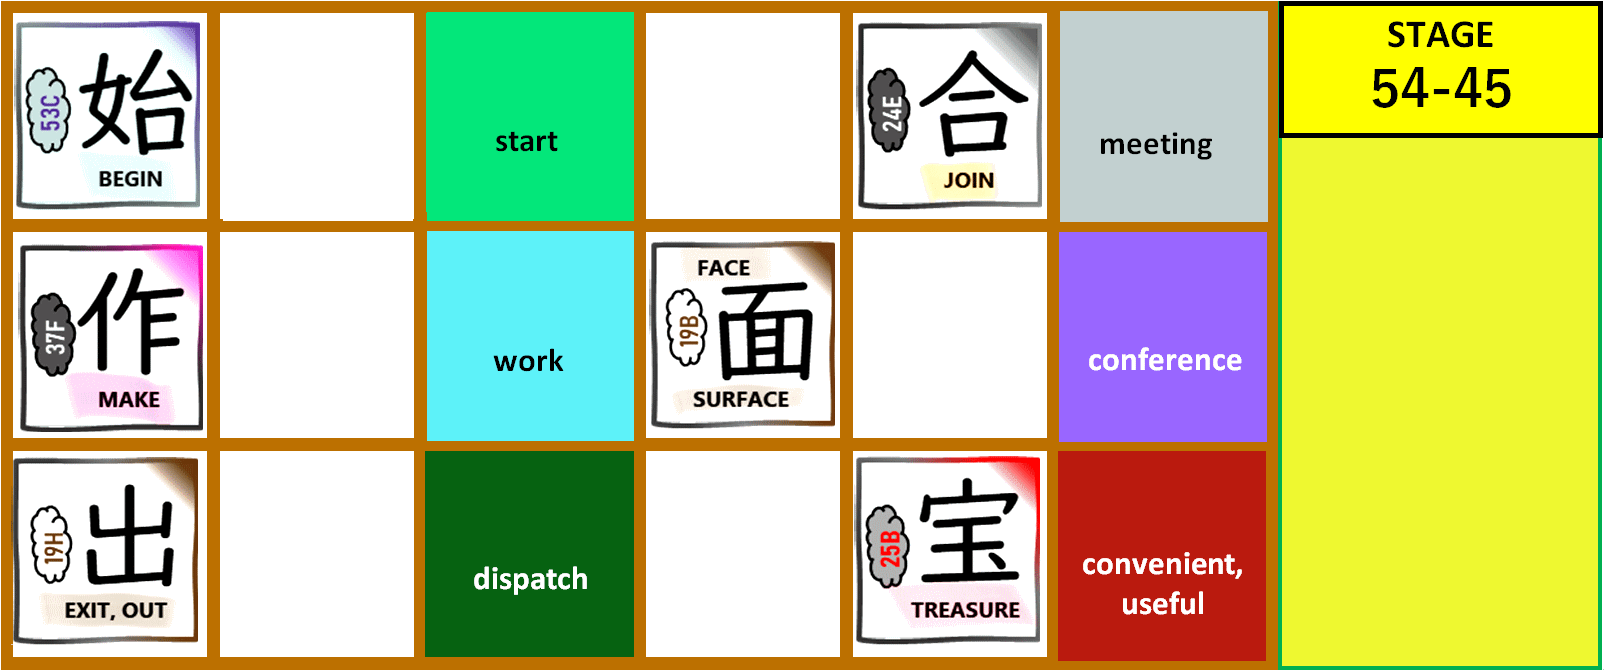 53C
始
BEGIN
start
24E
合
JOIN
meeting
STAGE
54-45
37F
作
MAKE
work
FACE
19B
面
SURFACE
conference
19H
出
EXIT, OUT
dispatch
25B
宝
TREASURE
convenient,
useful